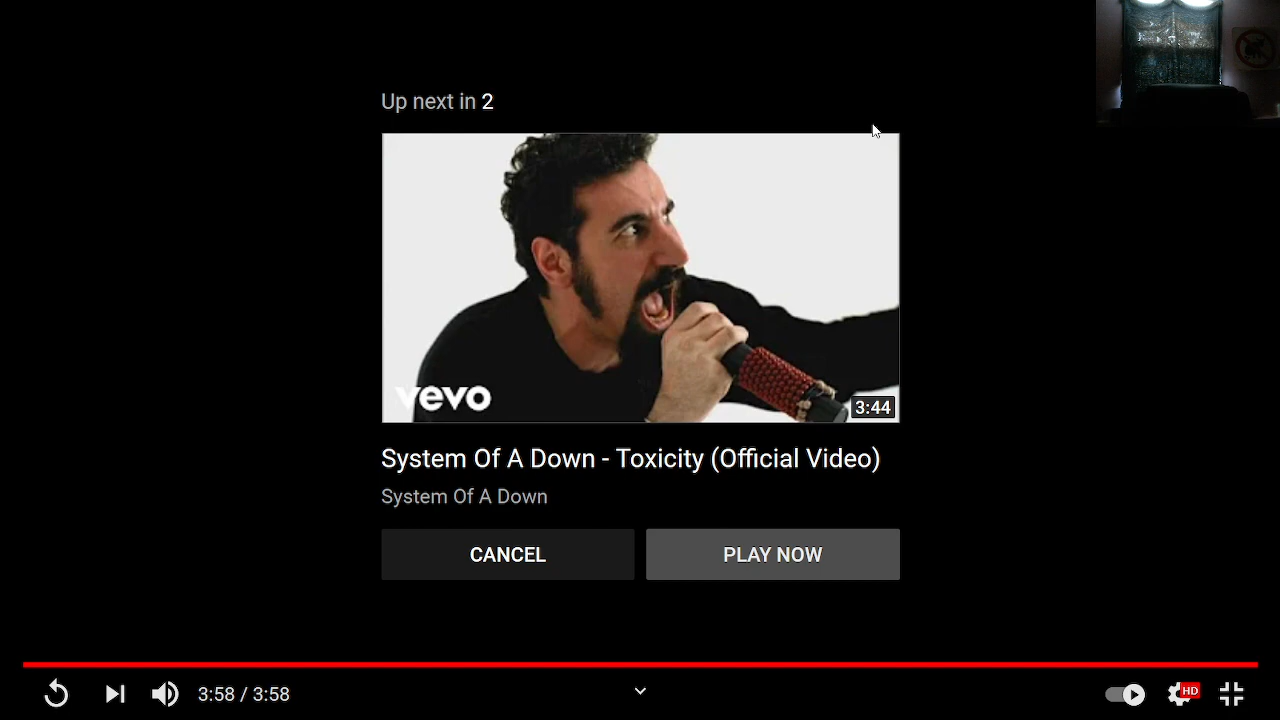 Up next in 2
vevo
3:44
System Of A Down - Toxicity (Official Video)
System Of A Down
CANCEL
PLAY NOW
3:58 / 3:58
HD